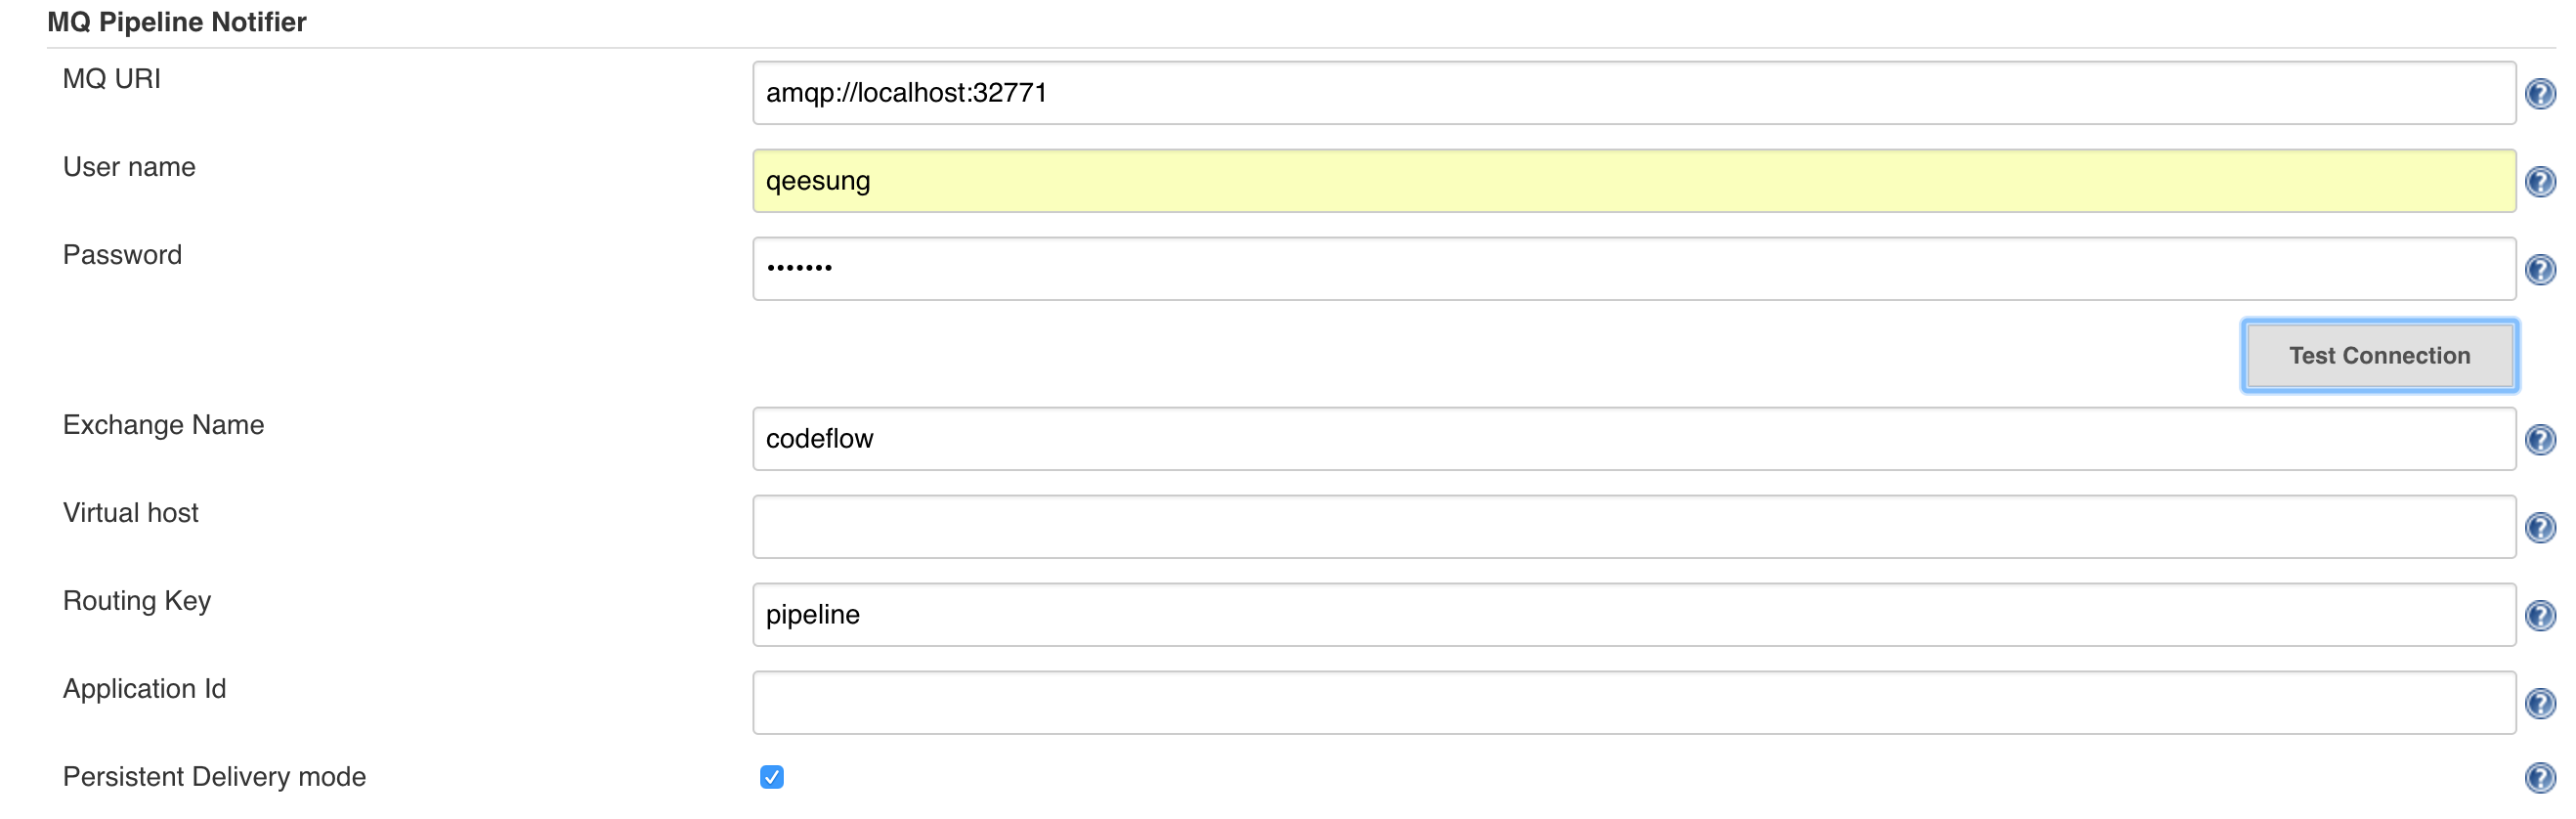 MQ Pipeline Notifier
MQ URI
amqp://localhost:32771
User name
qeesung
Password
•••••••
Test Connection
Exchange Name
codeflow
Virtual host
Routing Key
pipeline
Application Id
Persistent Delivery mode